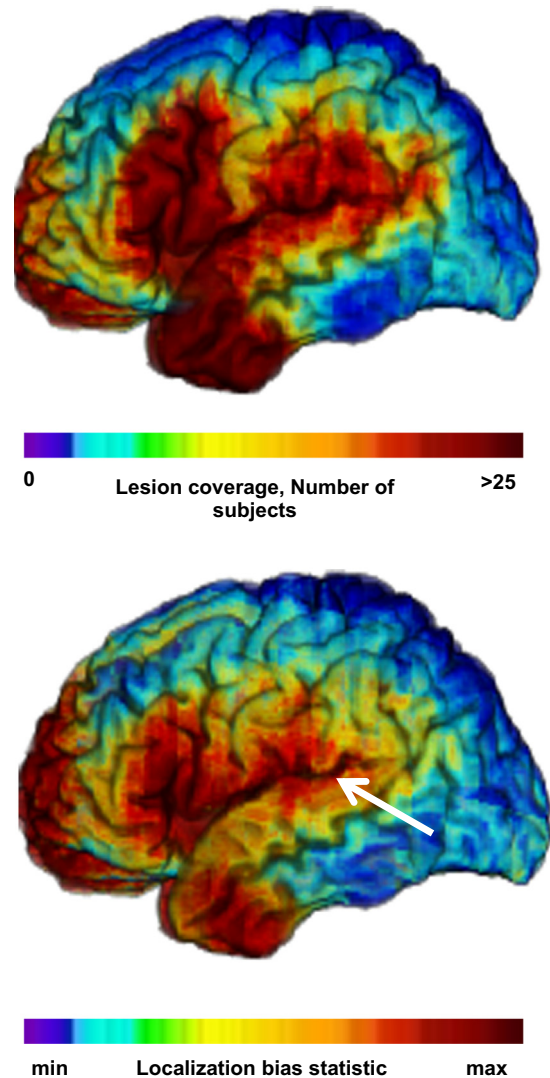 0 Lesion coverage, Number of subjects >25
min Localization bias statistic max